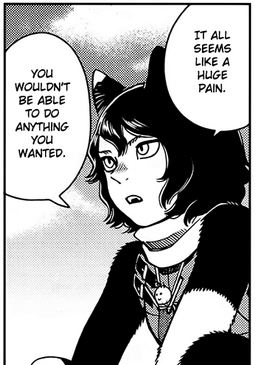 IT ALL
SEEMS
LIKE A
HUGE
PAIN.
YOU
WOULDN'T
BE ABLE
TO DO
ANYTHING
YOU
WANTED.